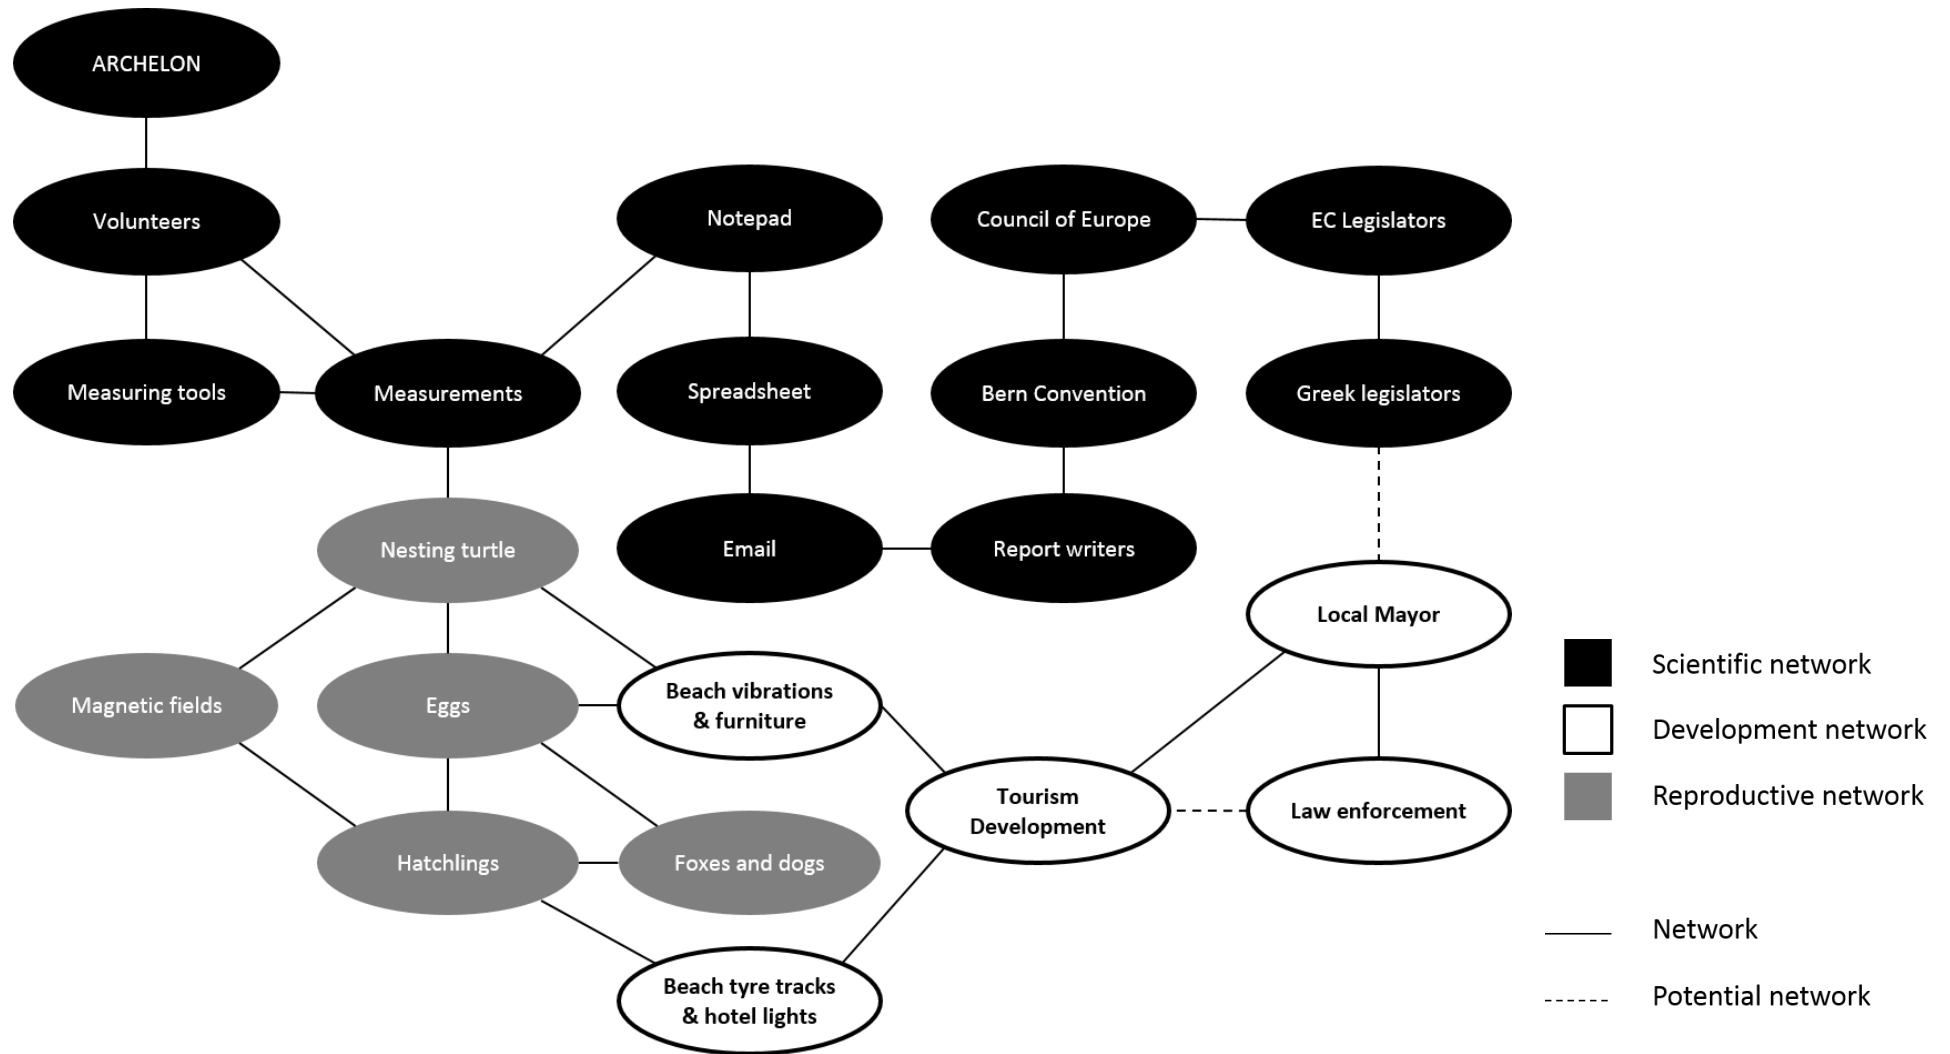 ARCHELON
Volunteers
Notepad
Council of Europe
EC Legislators
Measuring tools
Measurements
Spreadsheet
Bern Convention
Greek legislators
Nesting turtle
Email
Report writers
Local Mayor
Magnetic fields
Eggs
Beach vibrations
& furniture
Tourism
Development
Law enforcement
Hatchlings
Foxes and dogs
Beach tyre tracks
& hotel lights
Scientific network
Development network
Reproductive network
Network
Potential network